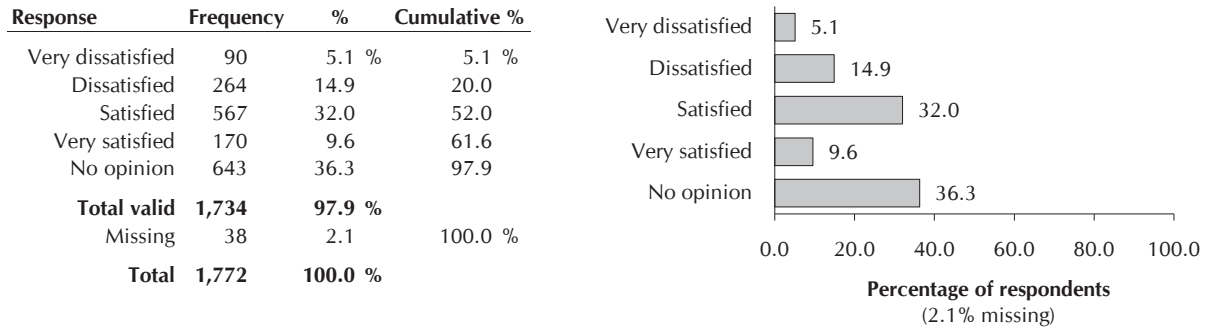 Response Frequency % Cumulative %
Very dissatisfied 90 5.1 % 5.1 %
Dissatisfied 264 14.9 20.0
Satisfied 567 32.0 52.0
Very satisfied 170 9.6 61.6
No opinion 643 36.3 97.9
Total valid 1,734 97.9 %
Missing 38 2.1 100.0 %
Total 1,772 100.0 %
Very dissatisfied 5.1
Dissatisfied 14.9
Satisfied 32.0
Very satisfied 9.6
No opinion 36.3
0.0 20.0 40.0 60.0 80.0 100.0
Percentage of respondents
(2.1% missing)